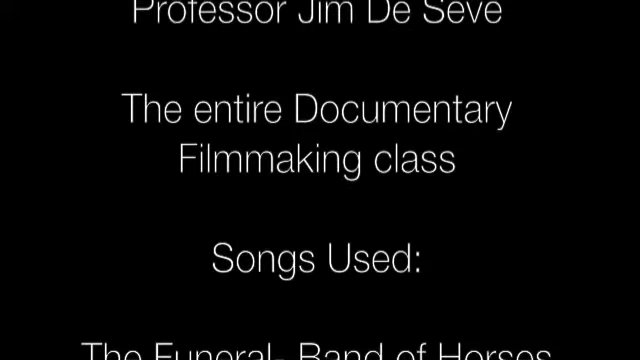 Professor Jim De Seve
The entire Documentary
Filmmaking class
Songs Used:
The Funeral- Band of Horses